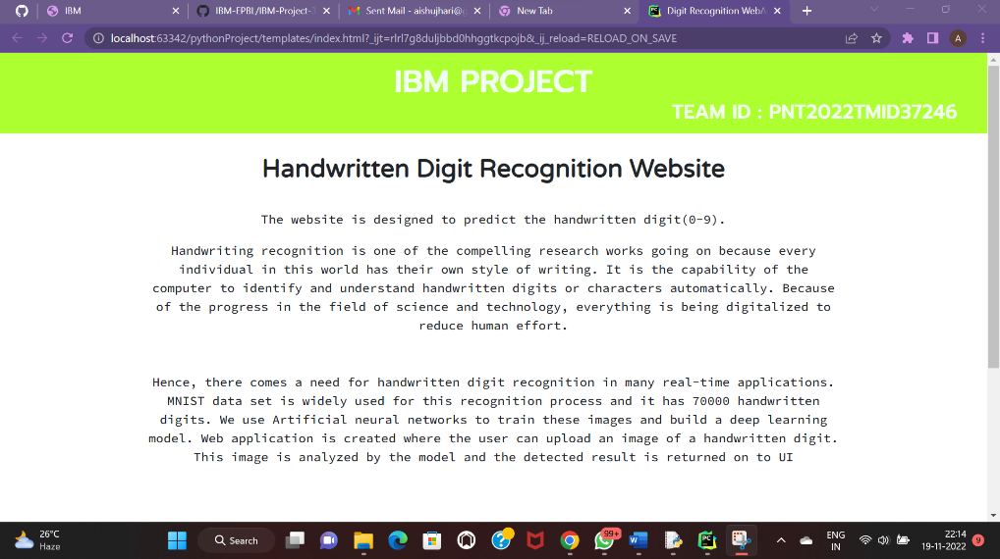 IBM
IBM-EPBL/IBM-Project-3
Sent Mail - aishujhari@g
New Tab
Digit Recognition WebA
localhost:63342/pythonProject/templates/index.html?_ijt=rlrl7g8duljbbd0hhggtkcpojb&_ij_reload=RELOAD_ON_SAVE
A
IBM PROJECT
TEAM ID : PNT2022TMID37246
Handwritten Digit Recognition Website
The website is designed to predict the handwritten digit(0-9).
Handwriting recognition is one of the compelling research works going on because every
individual in this world has their own style of writing. It is the capability of the
computer to identify and understand handwritten digits or characters automatically. Because
of the progress in the field of science and technology, everything is being digitalized to
reduce human effort.
Hence, there comes a need for handwritten digit recognition in many real-time applications.
MNIST data set is widely used for this recognition process and it has 70000 handwritten
digits. We use Artificial neural networks to train these images and build a deep learning
model. Web application is created where the user can upload an image of a handwritten digit.
This image is analyzed by the model and the detected result is returned on to UI
26°C
Haze
Search
99+
ENG
IN
22:14
19-11-2022
9